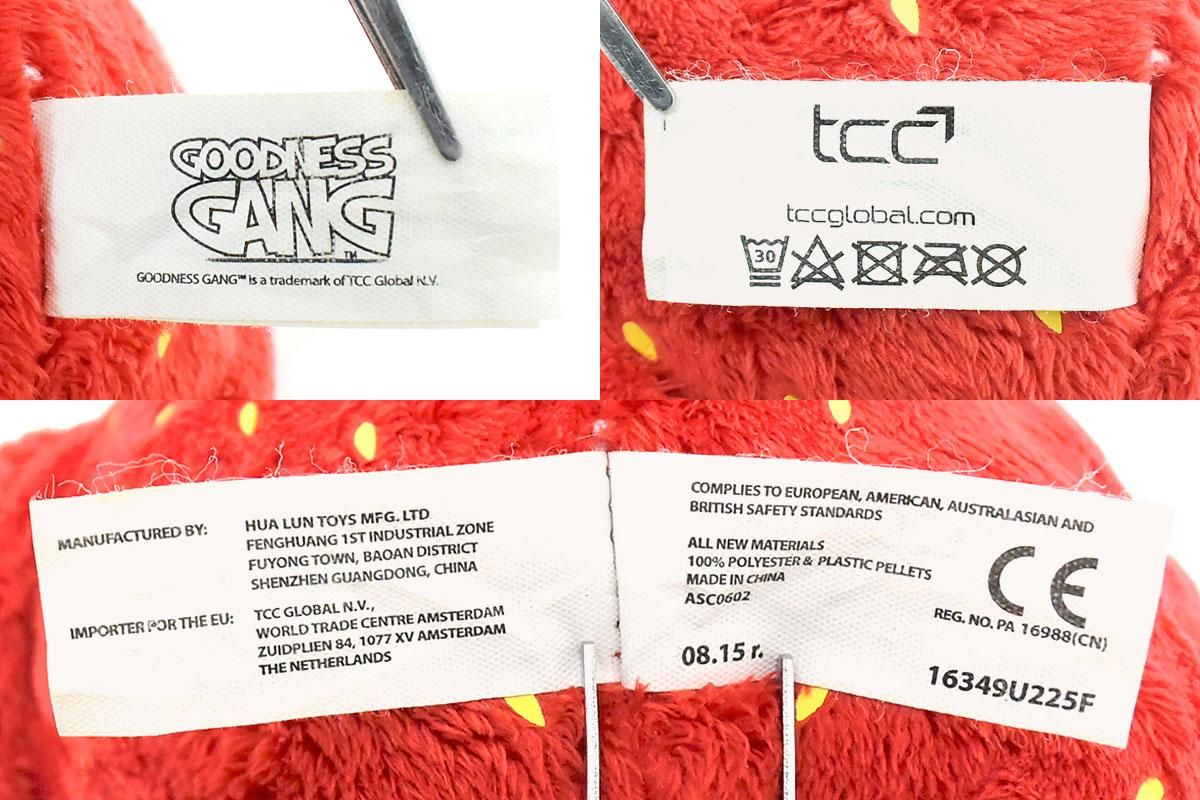 GOODNESS
GANG™
GOODNESS GANG™ is a trademark of TCC Global N.V.
tcc
tccglobal.com
30
MANUFACTURED BY:
HUA LUN TOYS MFG. LTD
FENGHUANG 1ST INDUSTRIAL ZONE
FUYONG TOWN, BAOAN DISTRICT
SHENZHEN GUANGDONG, CHINA
IMPORTER FOR THE EU:
TCC GLOBAL N.V.,
WORLD TRADE CENTRE AMSTERDAM
ZUIDPLIEN 84, 1077 XV AMSTERDAM
THE NETHERLANDS
COMPLIES TO EUROPEAN, AMERICAN, AUSTRALASIAN AND
BRITISH SAFETY STANDARDS
ALL NEW MATERIALS
100% POLYESTER & PLASTIC PELLETS
MADE IN CHINA
ASC0602
CE
REG. NO. PA 16988(CN)
08.15 r.
16349U225F